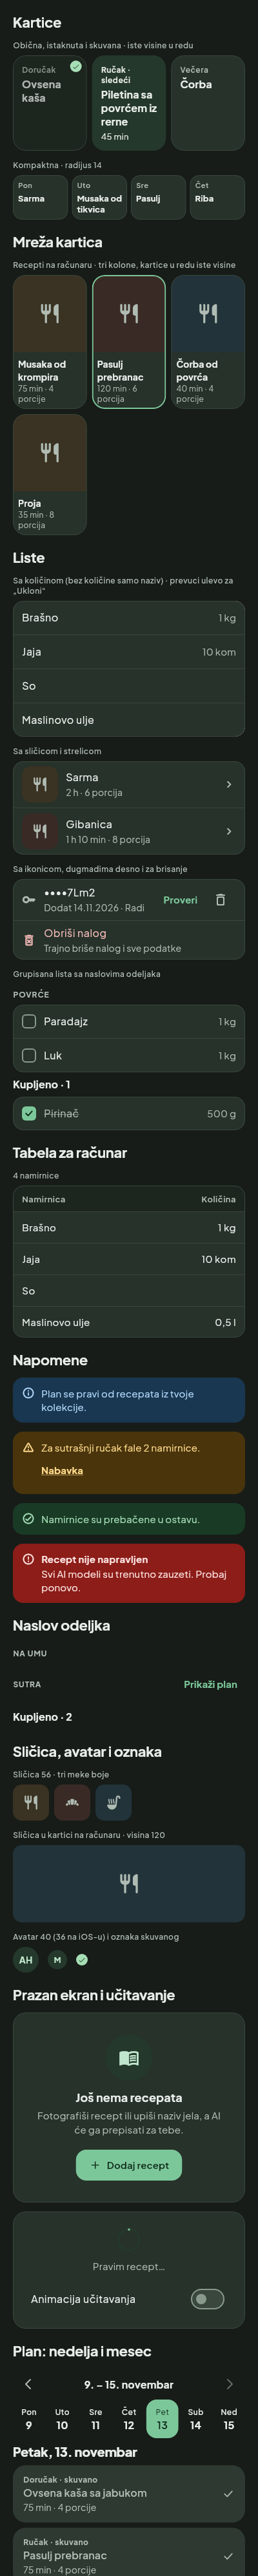 Kartice
Obična, istaknuta i skuvana · iste visine u redu
Doručak
Ovsena
kaša
Ručak ·
sledeći
Piletina sa
povrćem iz
rerne
45 min
Večera
Čorba
Kompaktna · radijus 14
Pon
Sarma
Uto
Musaka od
tikvica
Sre
Pasulj
Čet
Riba
Mreža kartica
Recepti na računaru · tri kolone, kartice u redu iste visine
Musaka od
krompira
75 min · 4
porcije
Pasulj
prebranac
120 min · 6
porcija
Čorba od
povrća
40 min · 4
porcije
Proja
35 min · 8
porcija
Liste
Sa količinom (bez količine samo naziv) · prevuci ulevo za
„Ukloni“
Brašno 1 kg
Jaja 10 kom
So
Maslinovo ulje
Sa sličicom i strelicom
Sarma
2 h · 6 porcija
Gibanica
1 h 10 min · 8 porcija
Sa ikonicom, dugmadima desno i za brisanje
••••7Lm2
Dodat 14.11.2026 · Radi
Proveri
Obriši nalog
Trajno briše nalog i sve podatke
Grupisana lista sa naslovima odeljaka
POVRĆE
Paradajz 1 kg
Luk 1 kg
Kupljeno · 1
Pirinač 500 g
Tabela za računar
4 namirnice
Namirnica Količina
Brašno 1 kg
Jaja 10 kom
So
Maslinovo ulje 0,5 l
Napomene
Plan se pravi od recepata iz tvoje
kolekcije.
Za sutrašnji ručak fale 2 namirnice.
Nabavka
Namirnice su prebačene u ostavu.
Recept nije napravljen
Svi AI modeli su trenutno zauzeti. Probaj
ponovo.
Naslov odeljka
NA UMU
SUTRA Prikaži plan
Kupljeno · 2
Sličica, avatar i oznaka
Sličica 56 · tri meke boje
Sličica u kartici na računaru · visina 120
Avatar 40 (36 na iOS-u) i oznaka skuvanog
AH M
Prazan ekran i učitavanje
Još nema recepata
Fotografiši recept ili upiši naziv jela, a AI
će ga prepisati za tebe.
Dodaj recept
Pravim recept…
Animacija učitavanja
Plan: nedelja i mesec
9. – 15. novembar
Pon Uto Sre Čet Pet Sub Ned
9 10 11 12 13 14 15
Petak, 13. novembar
Doručak · skuvano
Ovsena kaša sa jabukom
75 min · 4 porcije
Ručak · skuvano
Pasulj prebranac
75 min · 4 porcije